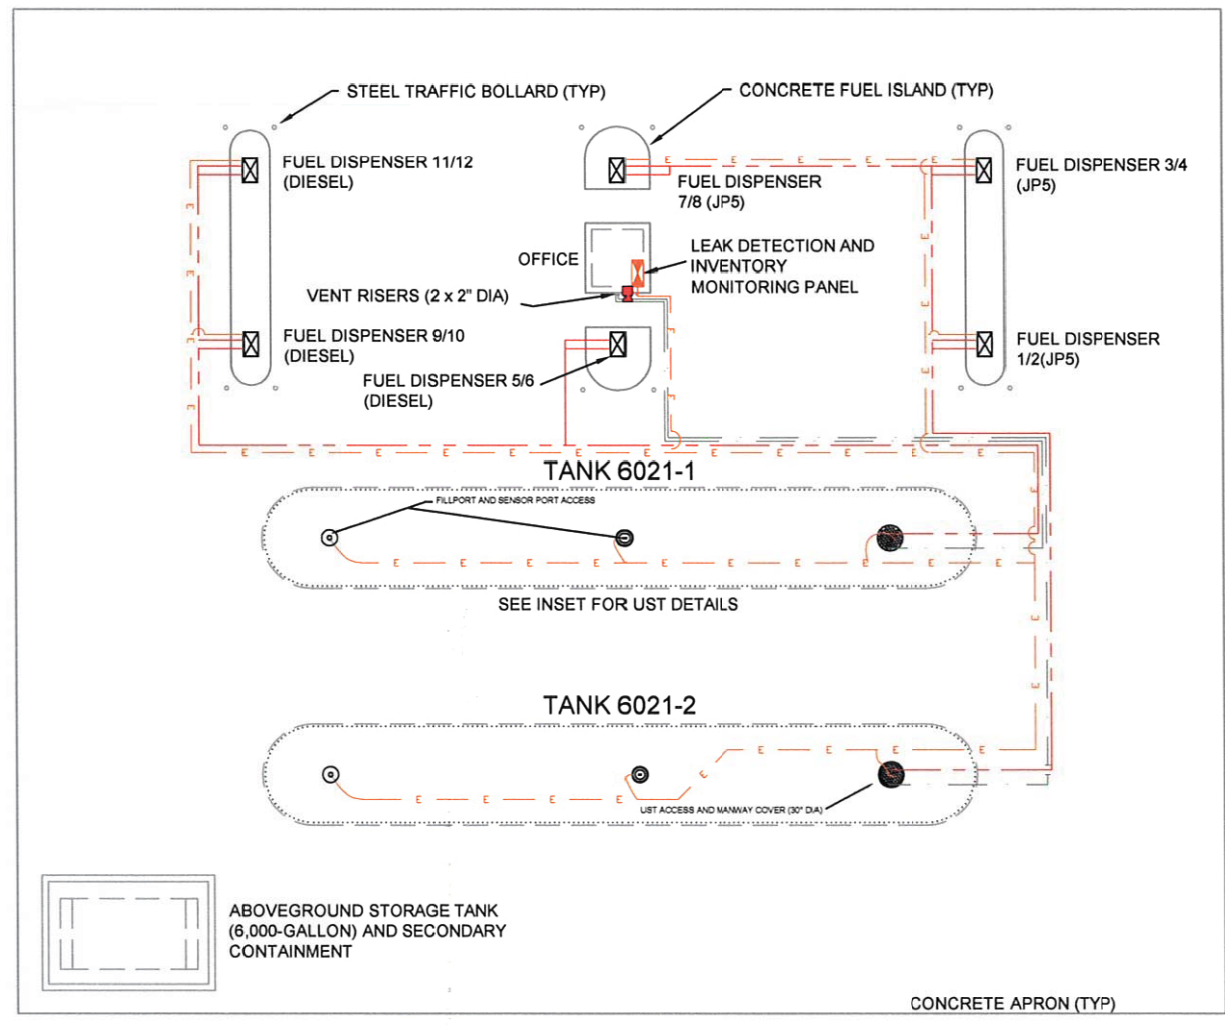 STEEL TRAFFIC BOLLARD (TYP)
CONCRETE FUEL ISLAND (TYP)
FUEL DISPENSER 11/12
(DIESEL)
FUEL DISPENSER
7/8 (JP5)
FUEL DISPENSER 3/4
(JP5)
OFFICE
LEAK DETECTION AND
INVENTORY
MONITORING PANEL
VENT RISERS (2 x 2" DIA)
FUEL DISPENSER 9/10
(DIESEL)
FUEL DISPENSER 5/6
(DIESEL)
FUEL DISPENSER
1/2(JP5)
TANK 6021-1
FILLPORT AND SENSOR PORT ACCESS
SEE INSET FOR UST DETAILS
TANK 6021-2
UST ACCESS AND MANWAY COVER (30" DIA)
ABOVEGROUND STORAGE TANK
(6,000-GALLON) AND SECONDARY
CONTAINMENT
CONCRETE APRON (TYP)